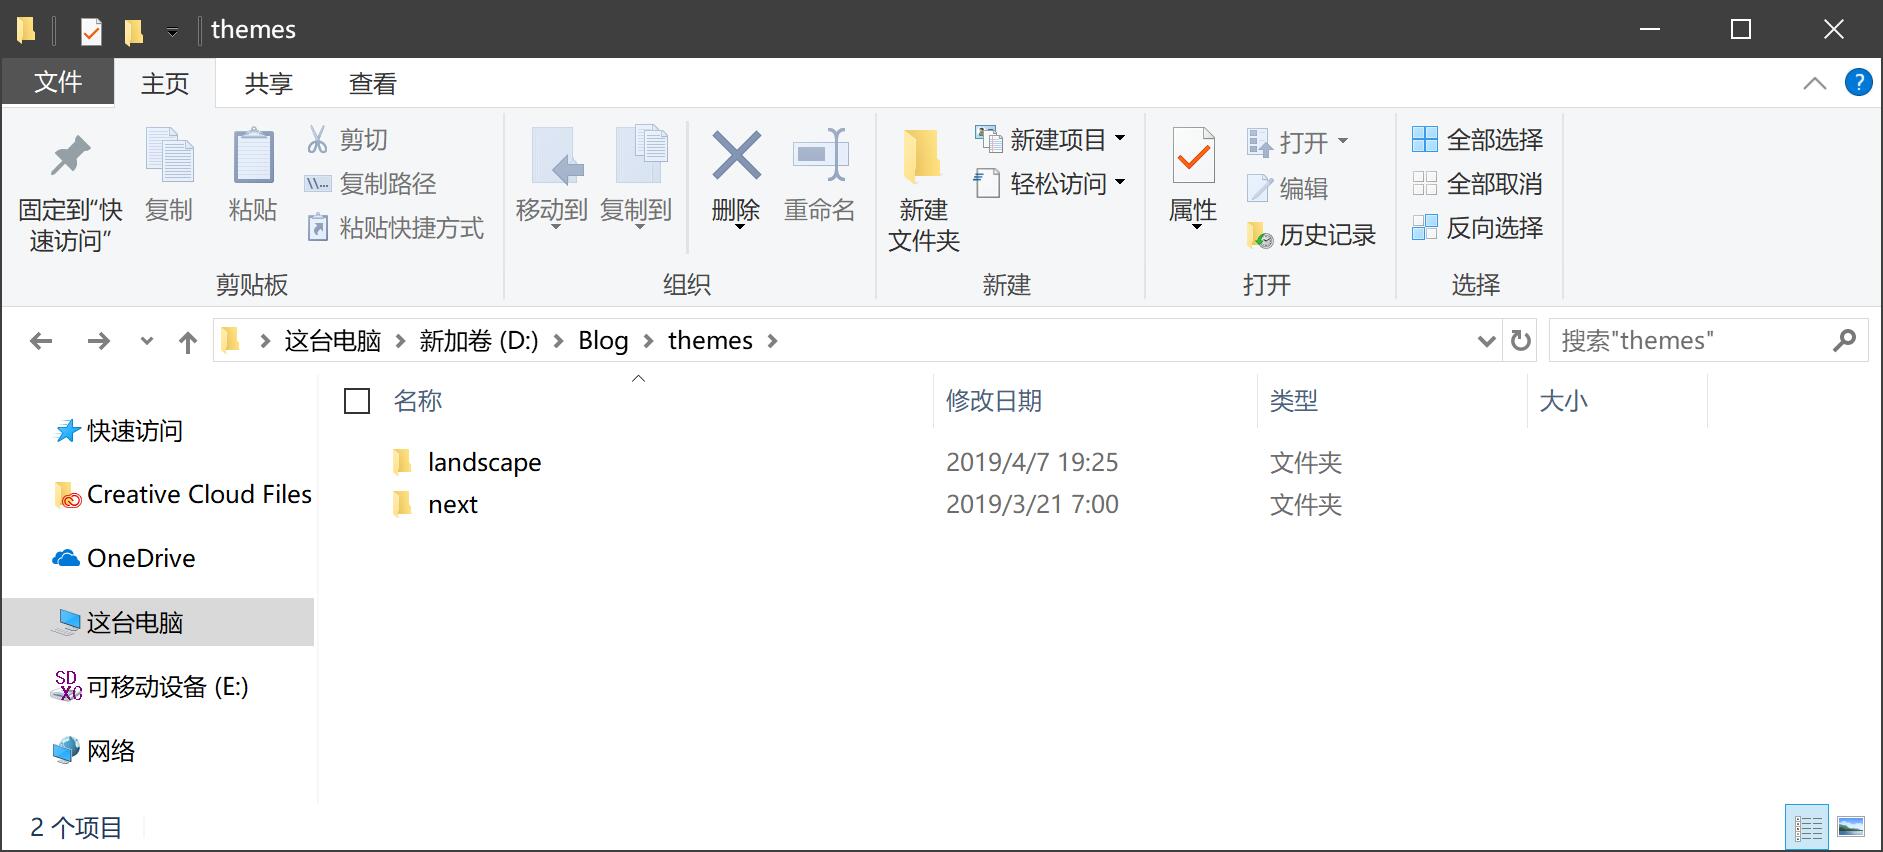 themes
文件 主页 共享 查看
固定到“快
速访问”
复制
粘贴
剪切
复制路径
粘贴快捷方式
剪贴板
移动到
复制到
删除
重命名
组织
新建
文件夹
新建项目
轻松访问
新建
属性
打开
编辑
历史记录
打开
全部选择
全部取消
反向选择
选择
这台电脑 新加卷 (D:) Blog themes
搜索"themes"
名称 修改日期 类型 大小
landscape 2019/4/7 19:25 文件夹
next 2019/3/21 7:00 文件夹
快速访问
Creative Cloud Files
OneDrive
这台电脑
SD
XC
可移动设备 (E:)
网络
2 个项目